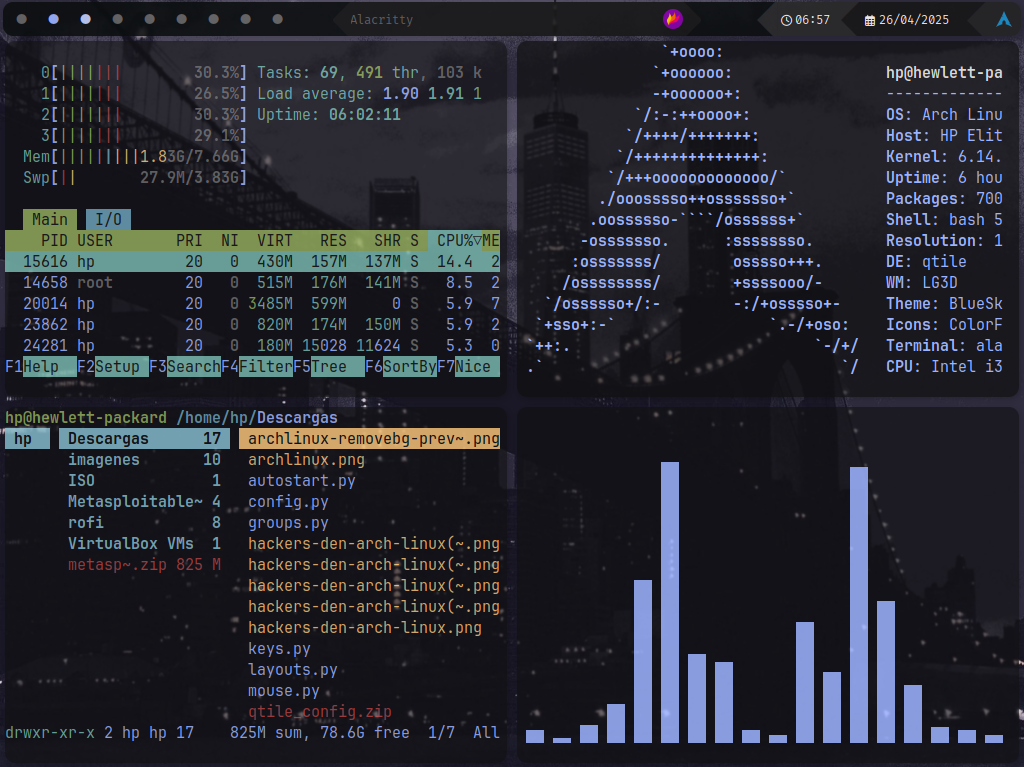 Alacritty
06:57
26/04/2025
0[||||||| 30.3%] Tasks: 69, 491 thr, 103 k
1[||||||| 26.5%] Load average: 1.90 1.91 1
2[||||||| 30.3%] Uptime: 06:02:11
3[||||||| 29.1%]
Mem[|||||||||1.83G/7.66G]
Swp[|| 27.9M/3.83G]
Main I/O
PID USER PRI NI VIRT RES SHR S CPU%▽ME
15616 hp 20 0 430M 157M 137M S 14.4 2
14658 root 20 0 515M 176M 141M S 8.5 2
20014 hp 20 0 3485M 599M 0 S 5.9 7
23862 hp 20 0 820M 174M 150M S 5.9 2
24281 hp 20 0 180M 15028 11624 S 5.3 0
F1Help F2Setup F3SearchF4FilterF5Tree F6SortByF7Nice
`+oooo:
`+oooooo:
-+oooooo+:
`/:-:++oooo+:
`/++++/+++++++:
`/++++++++++++++:
`/+++ooooooooooooo/`
./ooosssso++osssssso+`
.oossssso-````/ossssss+`
-osssssso. :ssssssso.
:osssssss/ osssso+++.
/ossssssss/ +ssssooo/-
`/ossssso+/:- -:/+osssso+-
`+sso+:-` `.-/+oso:
`++:. `-/+/
.` `/
hp@hewlett-pa
-------------
OS: Arch Linu
Host: HP Elit
Kernel: 6.14.
Uptime: 6 hou
Packages: 700
Shell: bash 5
Resolution: 1
DE: qtile
WM: LG3D
Theme: BlueSk
Icons: ColorF
Terminal: ala
CPU: Intel i3
hp@hewlett-packard /home/hp/Descargas
hp Descargas 17 archlinux-removebg-prev~.png
imagenes 10 archlinux.png
ISO 1 autostart.py
Metasploitable~ 4 config.py
rofi 8 groups.py
VirtualBox VMs 1 hackers-den-arch-linux(~.png
metasp~.zip 825 M hackers-den-arch-linux(~.png
hackers-den-arch-linux(~.png
hackers-den-arch-linux(~.png
hackers-den-arch-linux.png
keys.py
layouts.py
mouse.py
qtile_config.zip
drwxr-xr-x 2 hp hp 17 825M sum, 78.6G free 1/7 All